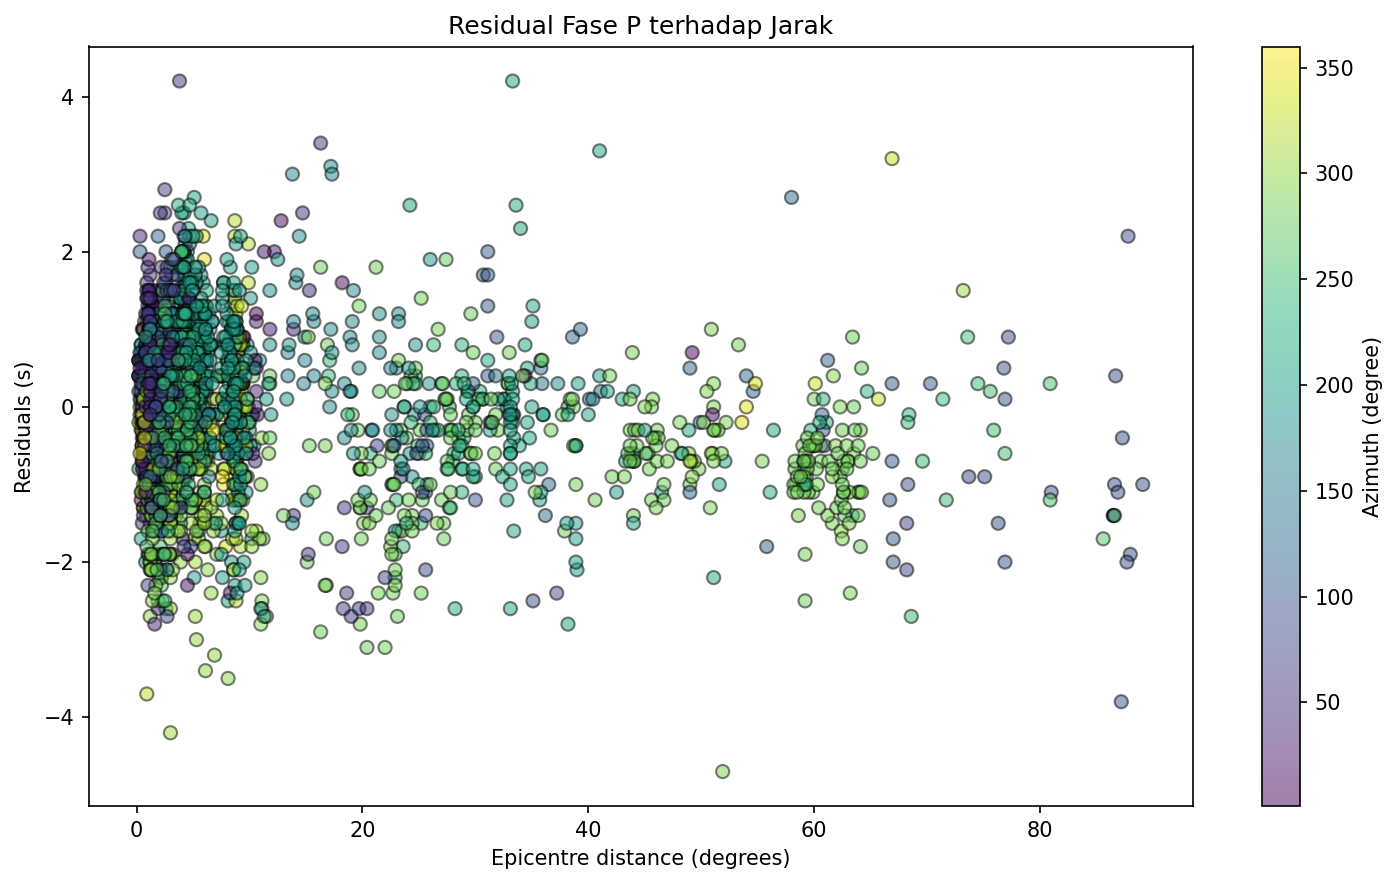 Residual Fase P terhadap Jarak
Residuals (s)
4
2
0
−2
−4
0 20 40 60 80
Epicentre distance (degrees)
350
300
250
200
150
100
50
Azimuth (degree)